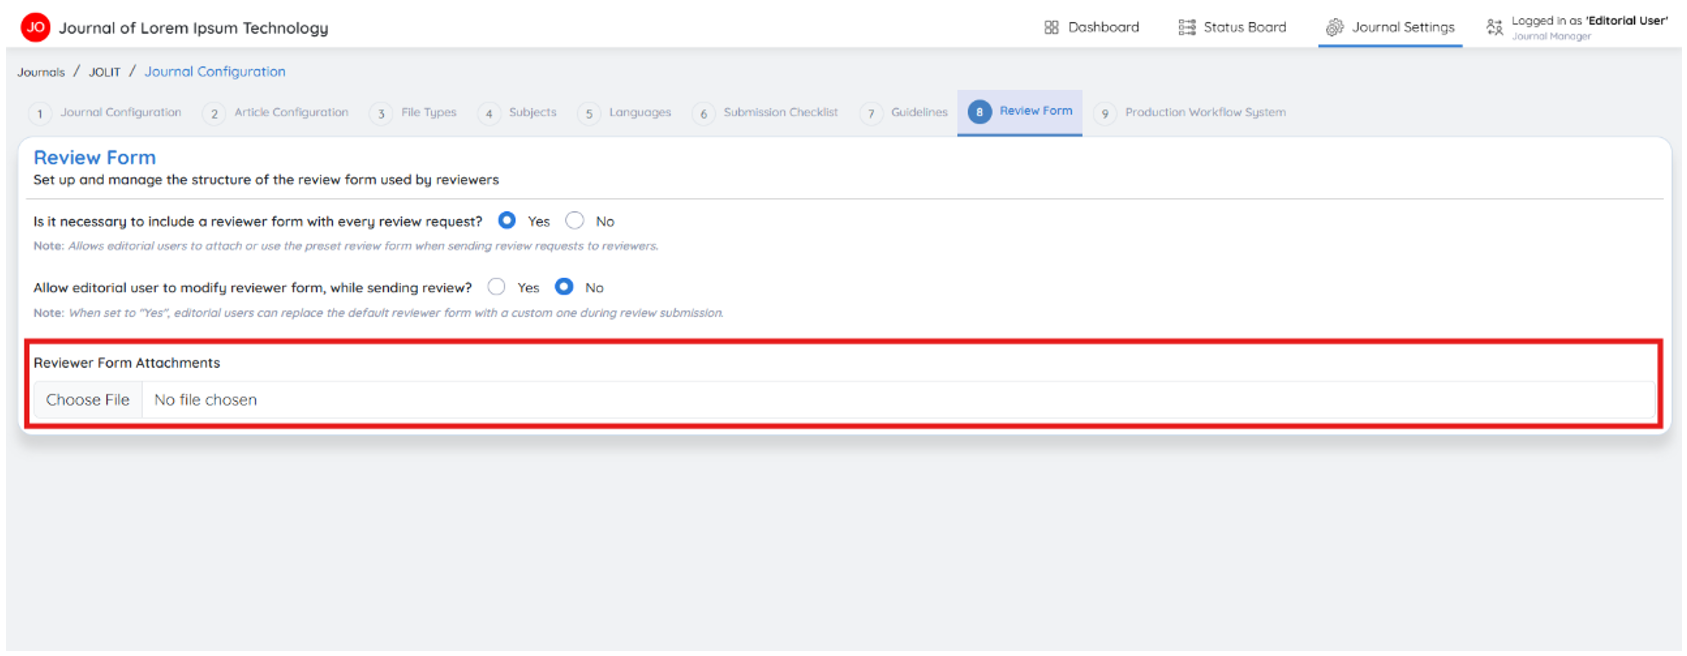 JO Journal of Lorem Ipsum Technology Dashboard Status Board Journal Settings Logged in as 'Editorial User'
Journal Manager
Journals / JOLIT / Journal Configuration
1 Journal Configuration 2 Article Configuration 3 File Types 4 Subjects 5 Languages 6 Submission Checklist 7 Guidelines 8 Review Form 9 Production Workflow System
Review Form
Set up and manage the structure of the review form used by reviewers
Is it necessary to include a reviewer form with every review request? Yes No
Note: Allows editorial users to attach or use the preset review form when sending review requests to reviewers.
Allow editorial user to modify reviewer form, while sending review? Yes No
Note: When set to "Yes", editorial users can replace the default reviewer form with a custom one during review submission.
Reviewer Form Attachments
Choose File No file chosen